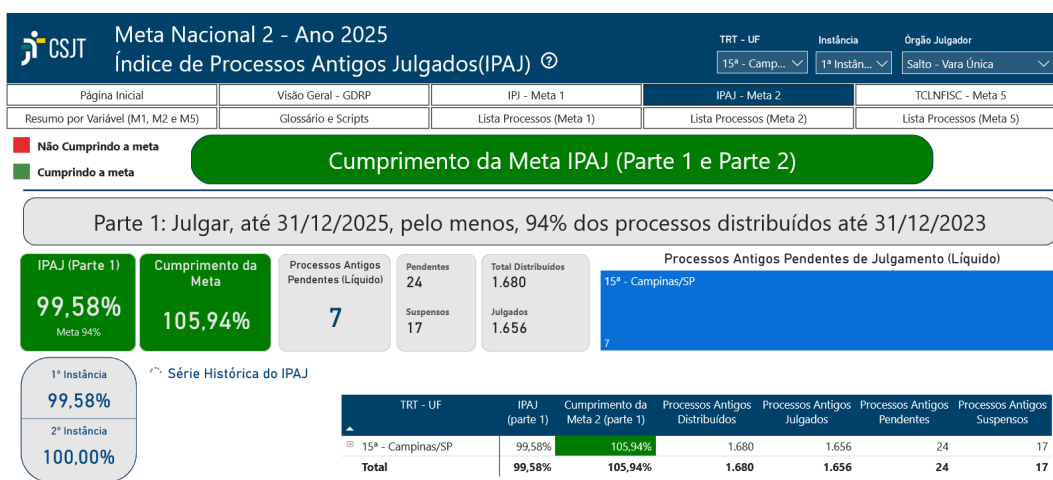 CSJT
Meta Nacional 2 - Ano 2025
Índice de Processos Antigos Julgados(IPAJ) ?
TRT - UF
Instância
Órgão Julgador
15ª - Camp...
1ª Instân...
Salto - Vara Única
Página Inicial
Visão Geral - GDRP
IPJ - Meta 1
IPAJ - Meta 2
TCLNFISC - Meta 5
Resumo por Variável (M1, M2 e M5)
Glossário e Scripts
Lista Processos (Meta 1)
Lista Processos (Meta 2)
Lista Processos (Meta 5)
Não Cumprindo a meta
Cumprindo a meta
Cumprimento da Meta IPAJ (Parte 1 e Parte 2)
Parte 1: Julgar, até 31/12/2025, pelo menos, 94% dos processos distribuídos até 31/12/2023
IPAJ (Parte 1)
99,58%
Meta 94%
Cumprimento da
Meta
105,94%
Processos Antigos
Pendentes (Líquido)
7
Pendentes
24
Suspensos
17
Total Distribuídos
1.680
Julgados
1.656
Processos Antigos Pendentes de Julgamento (Líquido)
15ª - Campinas/SP
7
1ª Instância
99,58%
2ª Instância
100,00%
Série Histórica do IPAJ
TRT - UF
IPAJ
(parte 1)
Cumprimento da
Meta 2 (parte 1)
Processos Antigos
Distribuídos
Processos Antigos
Julgados
Processos Antigos
Pendentes
Processos Antigos
Suspensos
15ª - Campinas/SP 99,58% 105,94% 1.680 1.656 24 17
Total 99,58% 105,94% 1.680 1.656 24 17